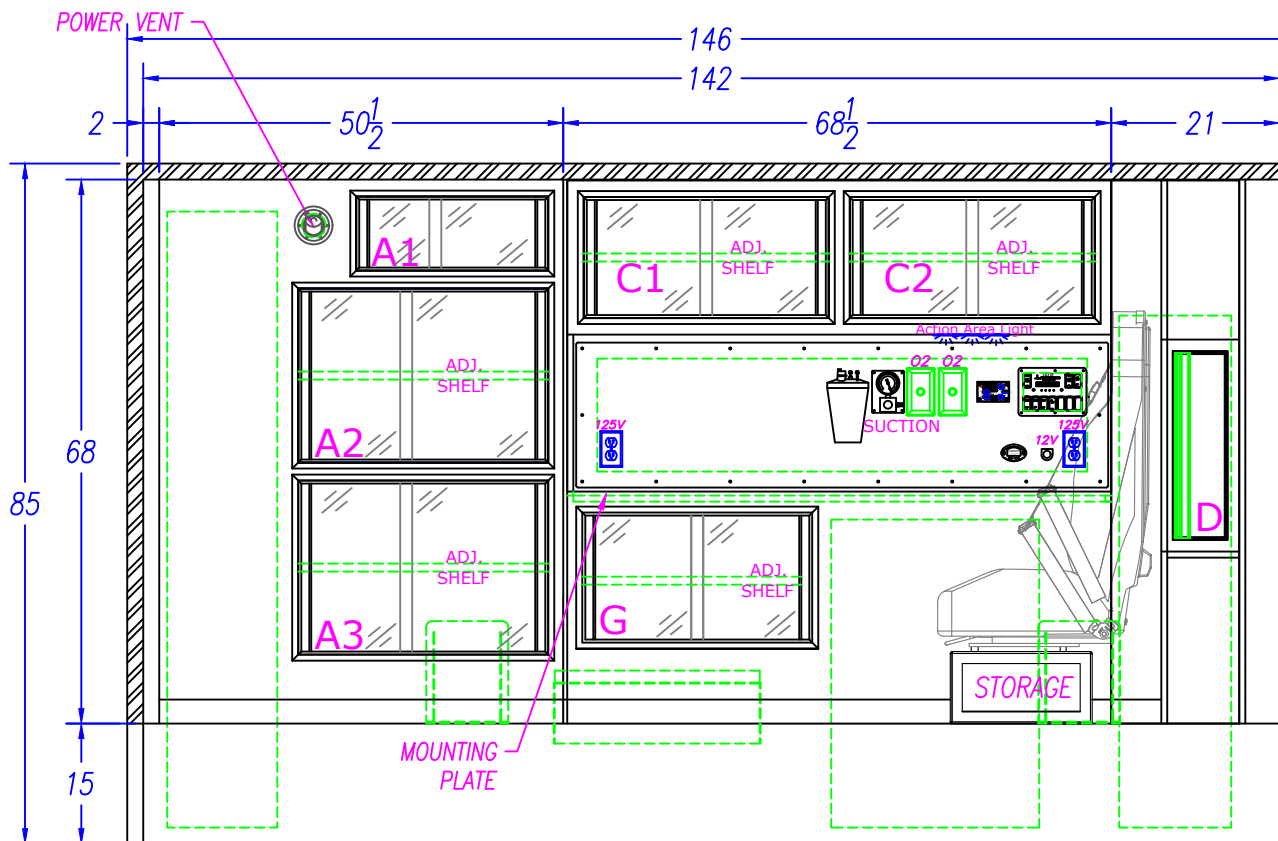 POWER VENT
146
142
2
50 1/2
68 1/2
21
A1
C1
ADJ.
SHELF
C2
ADJ.
SHELF
Action Area Light
O2
O2
A2
ADJ.
SHELF
125V
SUCTION
12V
125V
68
85
A3
ADJ.
SHELF
G
ADJ.
SHELF
D
STORAGE
MOUNTING
PLATE
15